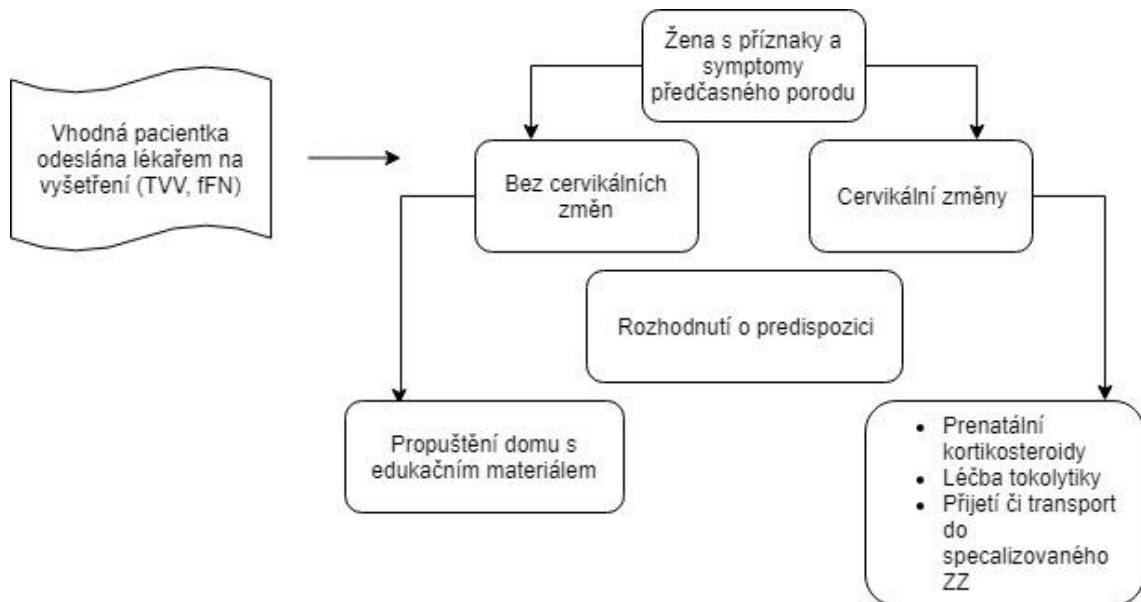 Žena s příznaky a
symptomy
předčasného porodu
Vhodná pacientka
odeslána lékařem na
vyšetření (TVV, fFN)
Bez cervikálních
změn
Cervikální změny
Rozhodnutí o predispozici
Propuštění domu s
edukačním materiálem
• Prenatální
kortikosteroidy
• Léčba tokolytiky
• Přijetí či transport
do
specalizovaného
ZZ